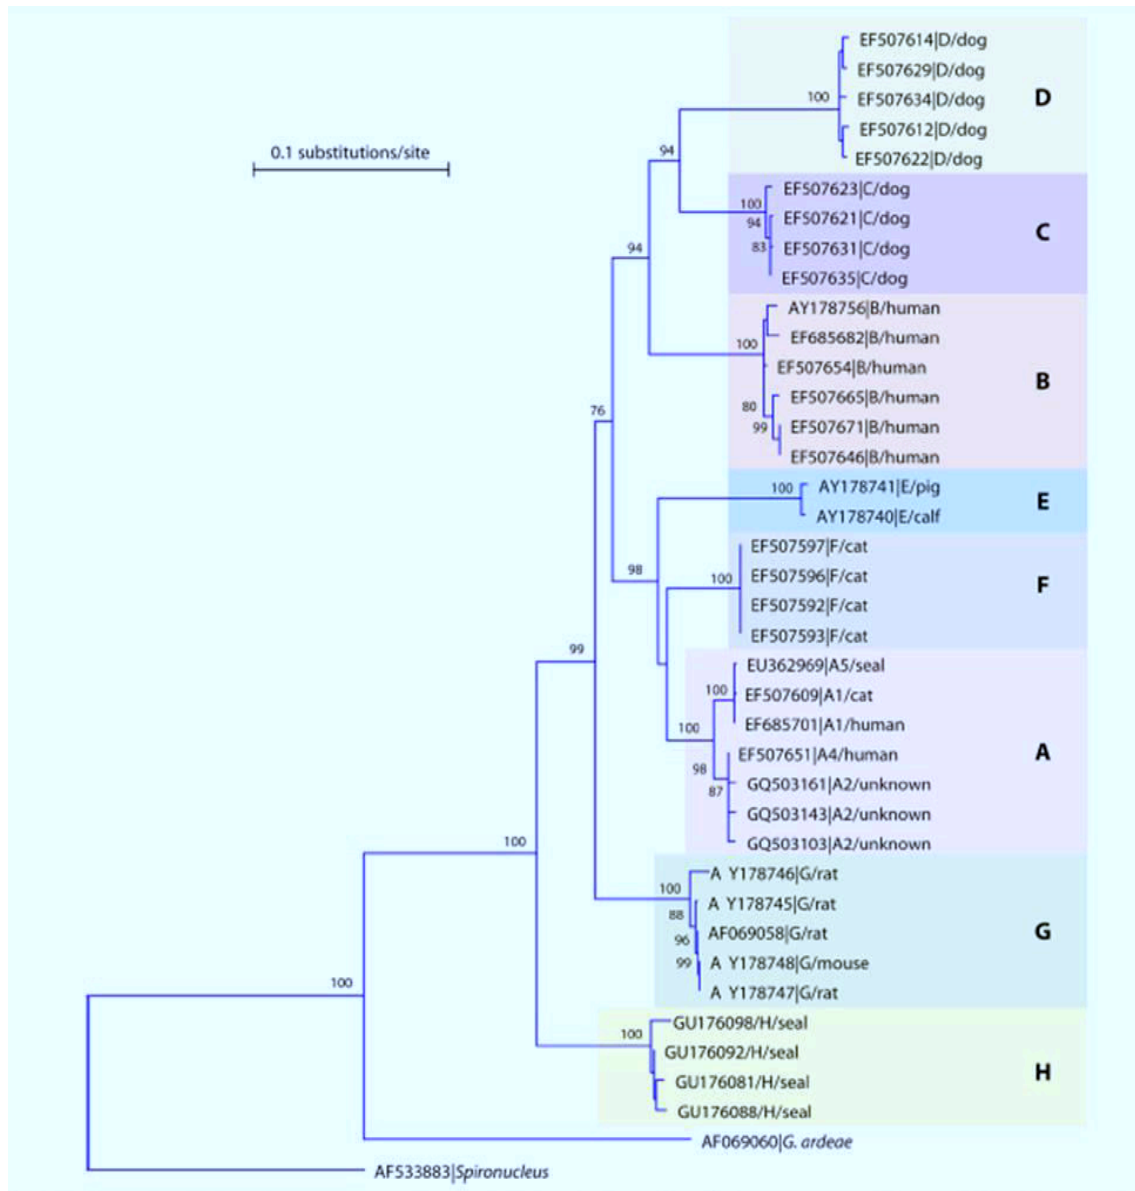 EF507614|D/dog
EF507629|D/dog
100 EF507634|D/dog D
EF507612|D/dog
0.1 substitutions/site
94 EF507622|D/dog
EF507623|C/dog
100
94 EF507621|C/dog C
94 83 EF507631|C/dog
EF507635|C/dog
AY178756|B/human
100 EF685682|B/human
EF507654|B/human B
80 EF507665|B/human
76 99 EF507671|B/human
EF507646|B/human
100 AY178741|E/pig E
AY178740|E/calf
EF507597|F/cat
98 100 EF507596|F/cat F
EF507592|F/cat
EF507593|F/cat
99 EU362969|A5/seal
100 EF507609|A1/cat
100 EF685701|A1/human
EF507651|A4/human A
98
87 GQ503161|A2/unknown
GQ503143|A2/unknown
100 GQ503103|A2/unknown
A Y178746|G/rat
100
88 A Y178745|G/rat
96 AF069058|G/rat G
99 A Y178748|G/mouse
100 A Y178747|G/rat
GU176098/H/seal
100
GU176092/H/seal H
GU176081/H/seal
GU176088/H/seal
AF069060|G. ardeae
AF533883|Spironucleus